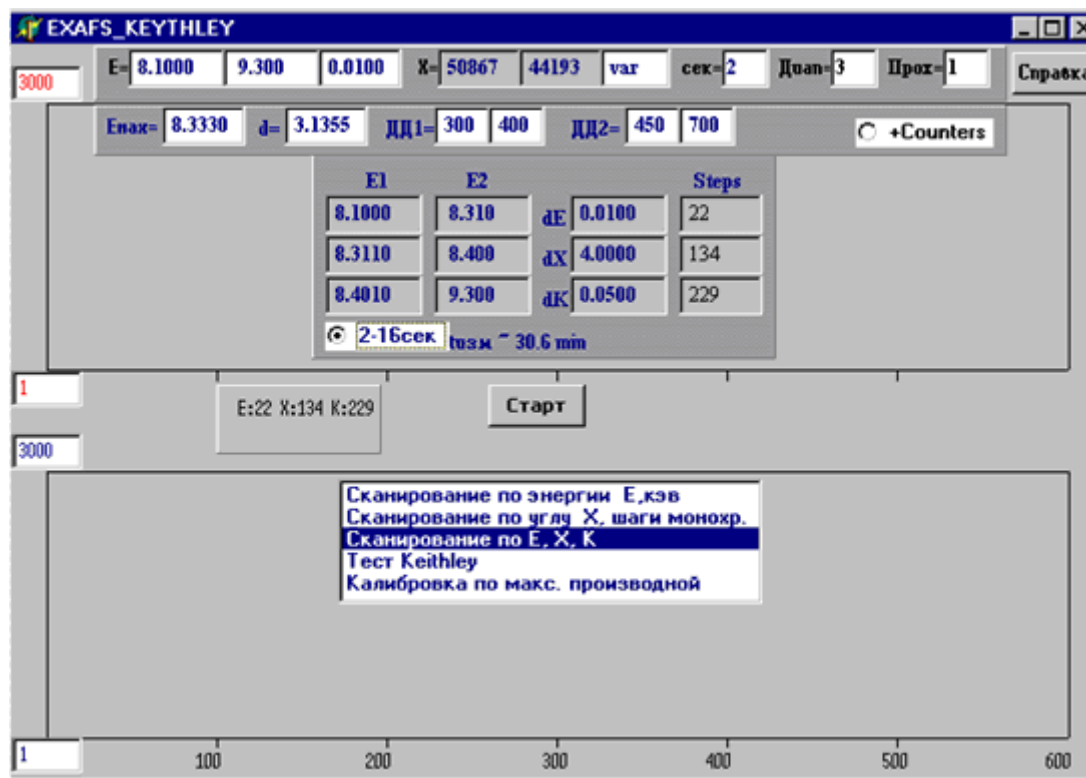 EXAFS_KEYTHLEY
E= 8.1000 9.300 0.0100 X= 50867 44193 var сек= 2 Диап= 3 Прох= 1 Справка
3000
Emax= 8.3330 d= 3.1355 ДД1= 300 400 ДД2= 450 700 +Counters
E1 E2 Steps
8.1000 8.310 dE 0.0100 22
8.3110 8.400 dX 4.0000 134
8.4010 9.300 dK 0.0500 229
2-16сек tизм ~ 30.6 min
1
E:22 X:134 K:229 Старт
3000
Сканирование по энергии E,кэв
Сканирование по углу X, шаги монохр.
Сканирование по E, X, K
Тест Keithley
Калибровка по макс. производной
1
100 200 300 400 500 600